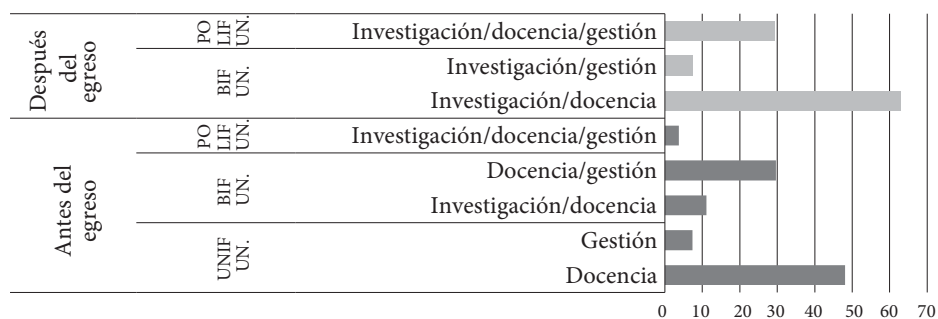 Después
del
egreso
PO
LIF
UN.
Investigación/docencia/gestión
BIF
UN.
Investigación/gestión
Investigación/docencia
Antes del
egreso
PO
LIF
UN.
Investigación/docencia/gestión
BIF
UN.
Docencia/gestión
Investigación/docencia
UNIF
UN.
Gestión
Docencia
0 10 20 30 40 50 60 70